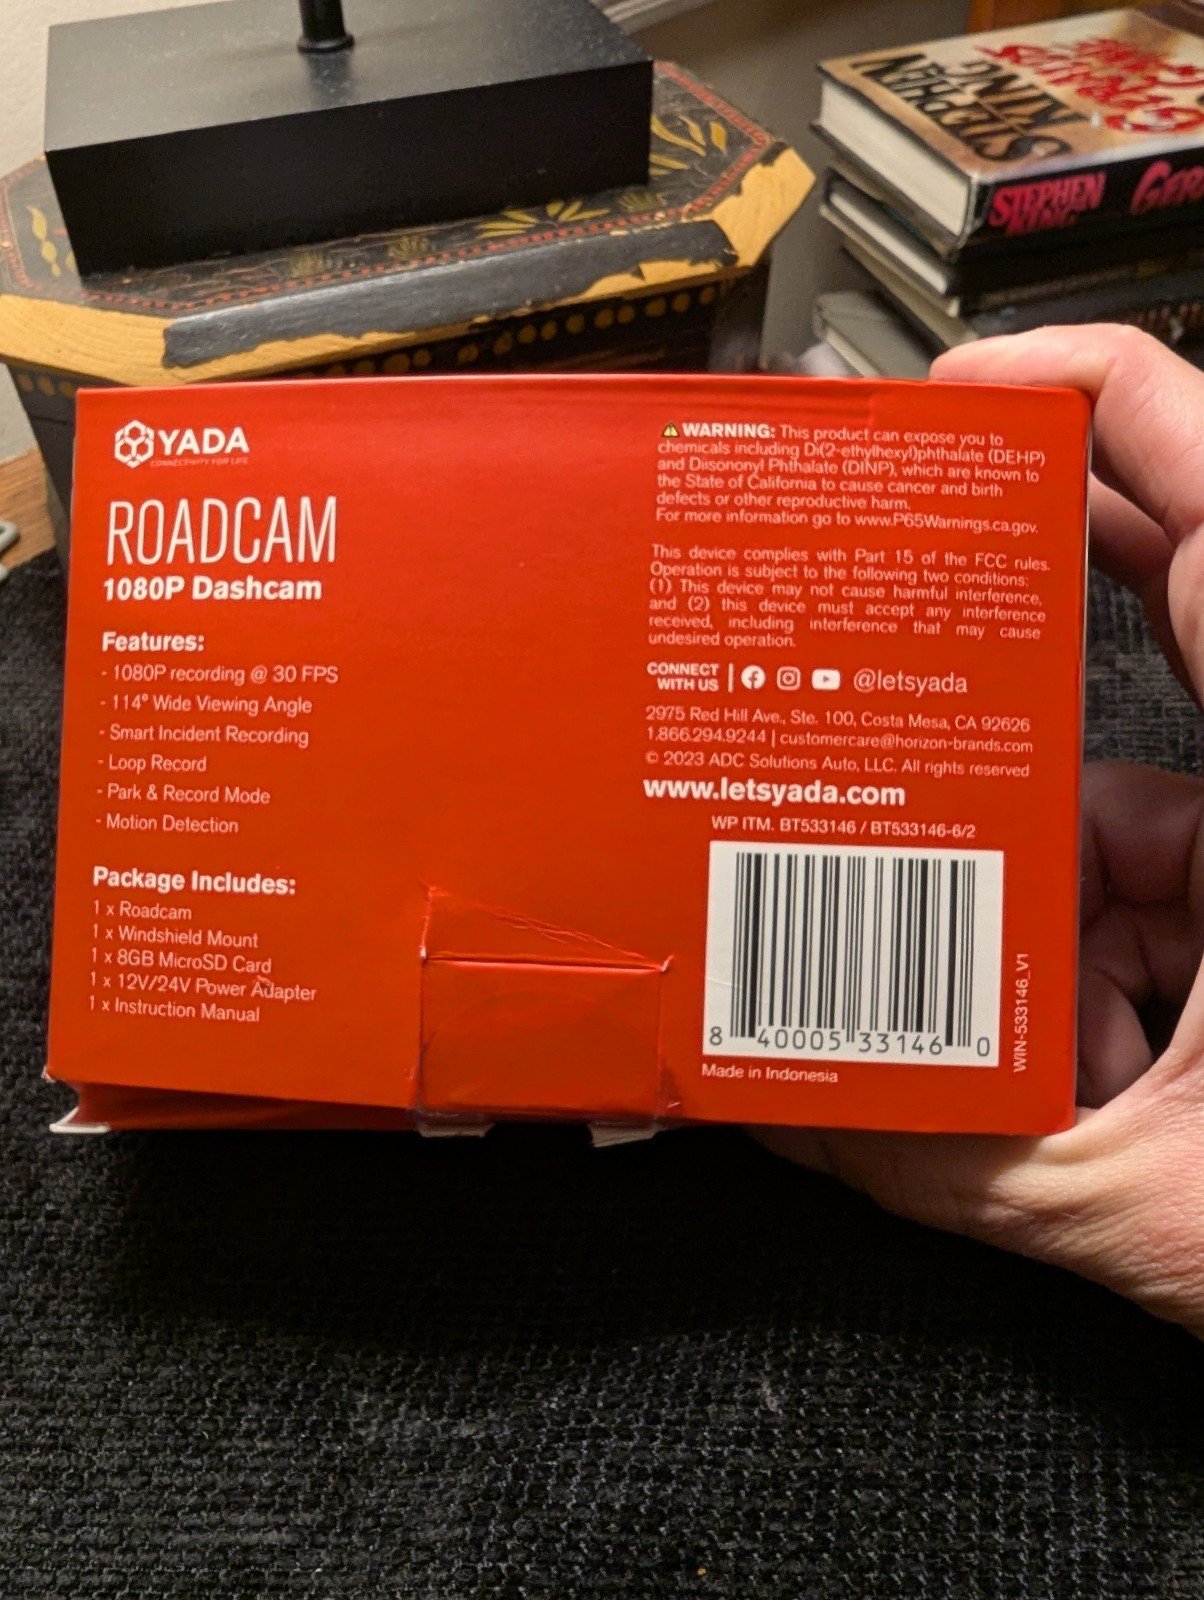 STEPHEN
KING
STEPHEN
KING
YADA
CONNECTIVITY FOR LIFE
ROADCAM
1080P Dashcam
Features:
- 1080P recording @ 30 FPS
- 114° Wide Viewing Angle
- Smart Incident Recording
- Loop Record
- Park & Record Mode
- Motion Detection
Package Includes:
1 x Roadcam
1 x Windshield Mount
1 x 8GB MicroSD Card
1 x 12V/24V Power Adapter
1 x Instruction Manual
WARNING: This product can expose you to
chemicals including Di(2-ethylhexyl)phthalate (DEHP)
and Diisononyl Phthalate (DINP), which are known to
the State of California to cause cancer and birth
defects or other reproductive harm.
For more information go to www.P65Warnings.ca.gov.
This device complies with Part 15 of the FCC rules.
Operation is subject to the following two conditions:
(1) This device may not cause harmful interference,
and (2) this device must accept any interference
received, including interference that may cause
undesired operation.
CONNECT
WITH US | @letsyada
2975 Red Hill Ave., Ste. 100, Costa Mesa, CA 92626
1.866.294.9244 | customercare@horizon-brands.com
© 2023 ADC Solutions Auto, LLC. All rights reserved
www.letsyada.com
WP ITM. BT533146 / BT533146-6/2
8 40005 33146 0
WIN-533146_V1
Made in Indonesia